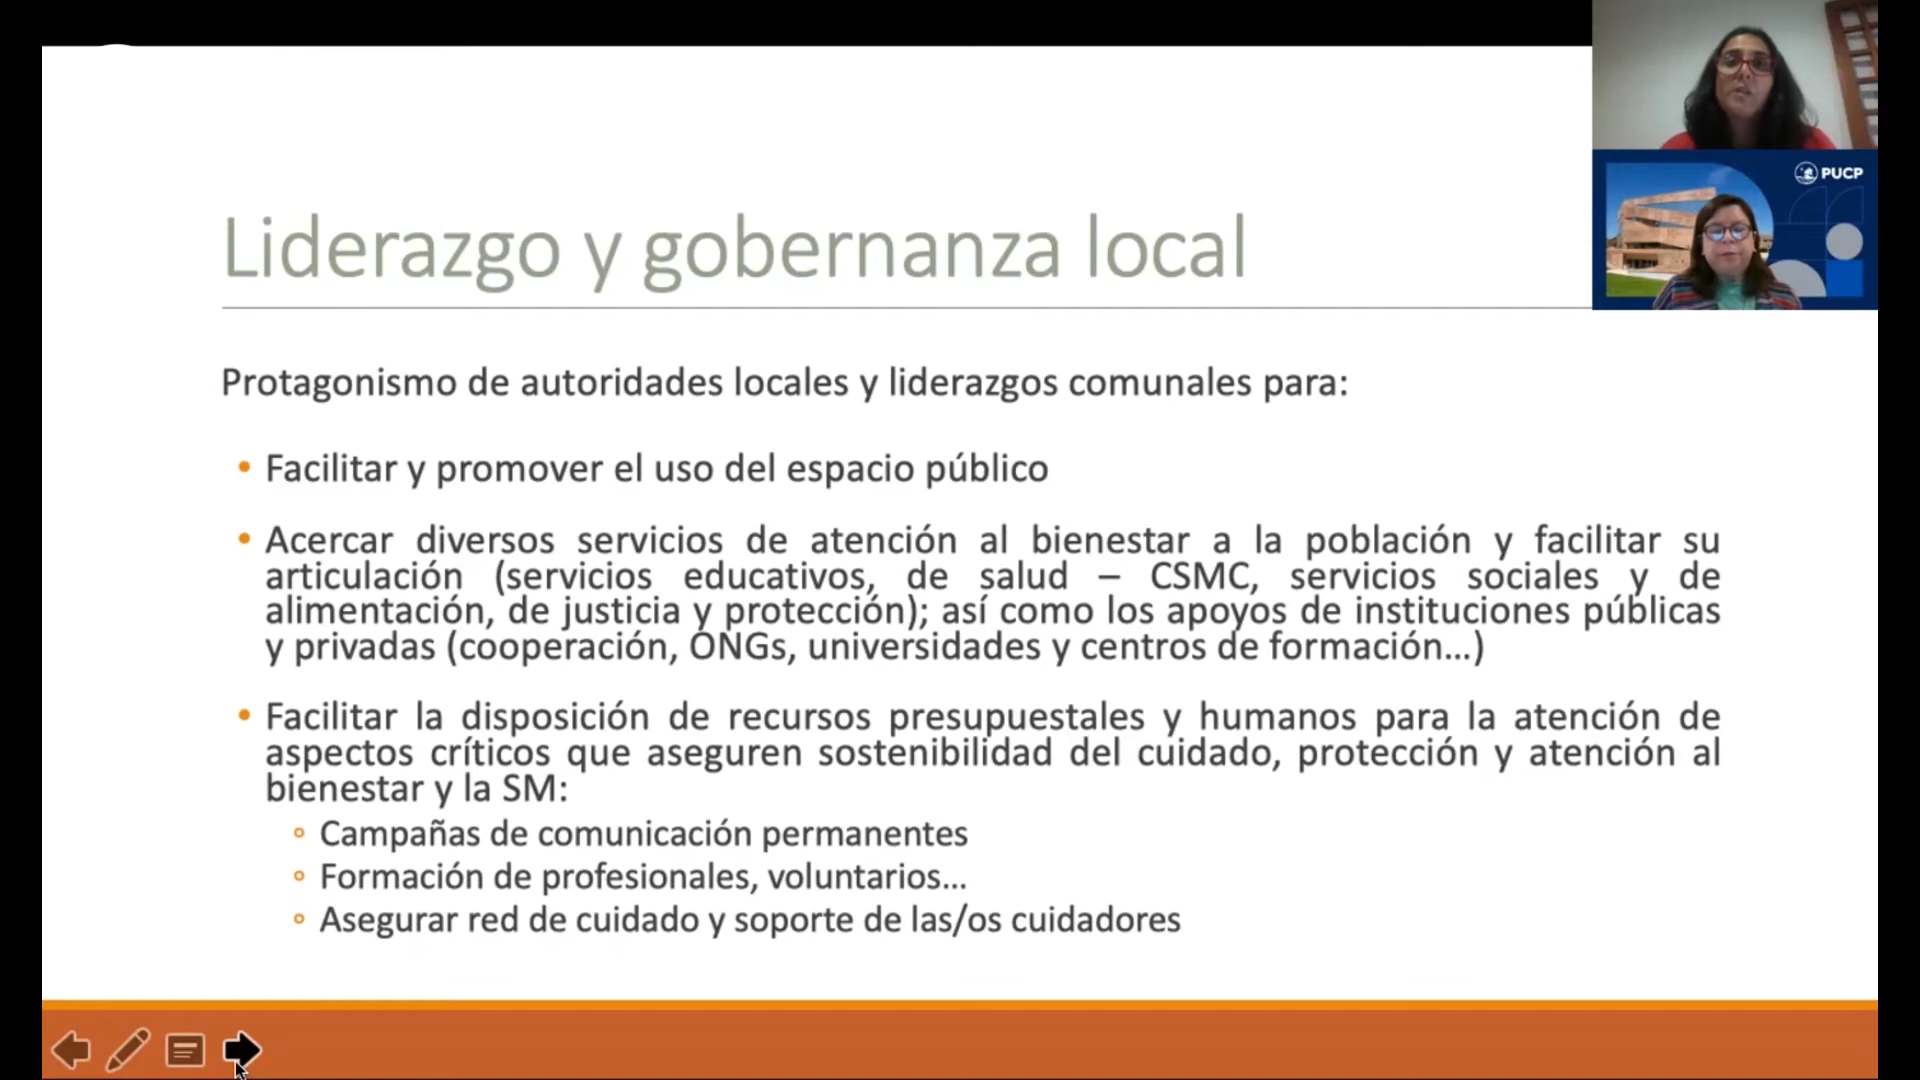 PUCP
Liderazgo y gobernanza local
Protagonismo de autoridades locales y liderazgos comunales para:
• Facilitar y promover el uso del espacio público
• Acercar diversos servicios de atención al bienestar a la población y facilitar su
articulación (servicios educativos, de salud – CSMC, servicios sociales y de
alimentación, de justicia y protección); así como los apoyos de instituciones públicas
y privadas (cooperación, ONGs, universidades y centros de formación...)
• Facilitar la disposición de recursos presupuestales y humanos para la atención de
aspectos críticos que aseguren sostenibilidad del cuidado, protección y atención al
bienestar y la SM:
◦ Campañas de comunicación permanentes
◦ Formación de profesionales, voluntarios...
◦ Asegurar red de cuidado y soporte de las/os cuidadores